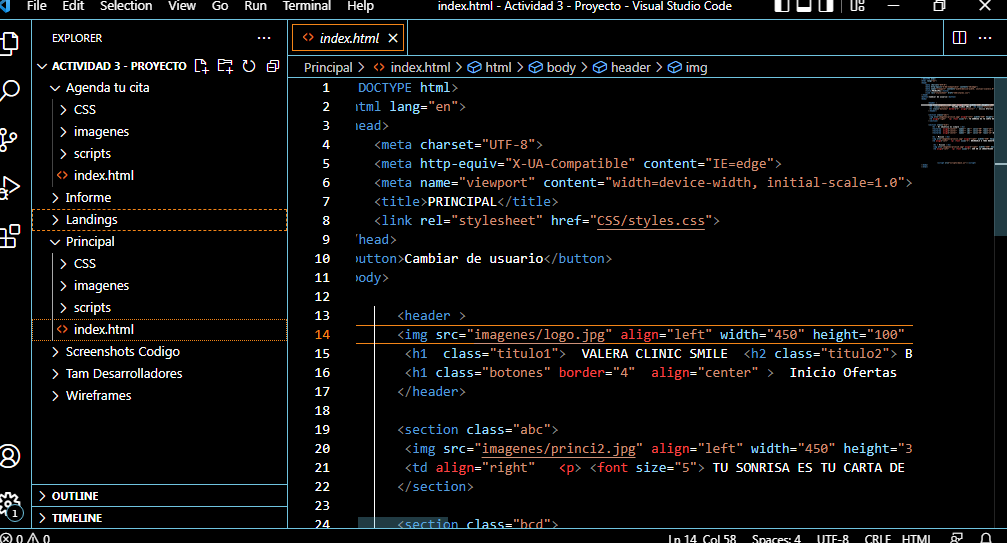 File Edit Selection View Go Run Terminal Help index.html - Actividad 3 - Proyecto - Visual Studio Code
EXPLORER ...
ACTIVIDAD 3 - PROYECTO
Agenda tu cita
CSS
imagenes
scripts
index.html
Informe
Landings
Principal
CSS
imagenes
scripts
index.html
Screenshots Codigo
Tam Desarrolladores
Wireframes
OUTLINE
TIMELINE
1
index.html
Principal > index.html > html > body > header > img
1 DOCTYPE html>
2 html lang="en">
3 head>
4 <meta charset="UTF-8">
5 <meta http-equiv="X-UA-Compatible" content="IE=edge">
6 <meta name="viewport" content="width=device-width, initial-scale=1.0">
7 <title>PRINCIPAL</title>
8 <link rel="stylesheet" href="CSS/styles.css">
9 /head>
10 button>Cambiar de usuario</button>
11 body>
12
13 <header >
14 <img src="imagenes/logo.jpg" align="left" width="450" height="100"
15 <h1 class="titulo1"> VALERA CLINIC SMILE <h2 class="titulo2"> B
16 <h1 class="botones" border="4" align="center" > Inicio Ofertas
17 </header>
18
19 <section class="abc">
20 <img src="imagenes/princi2.jpg" align="left" width="450" height="3
21 <td align="right" <p> <font size="5"> TU SONRISA ES TU CARTA DE
22 </section>
23
24 <section class="bcd">
0 0 Ln 14, Col 58 Spaces: 4 UTF-8 CRLF HTML